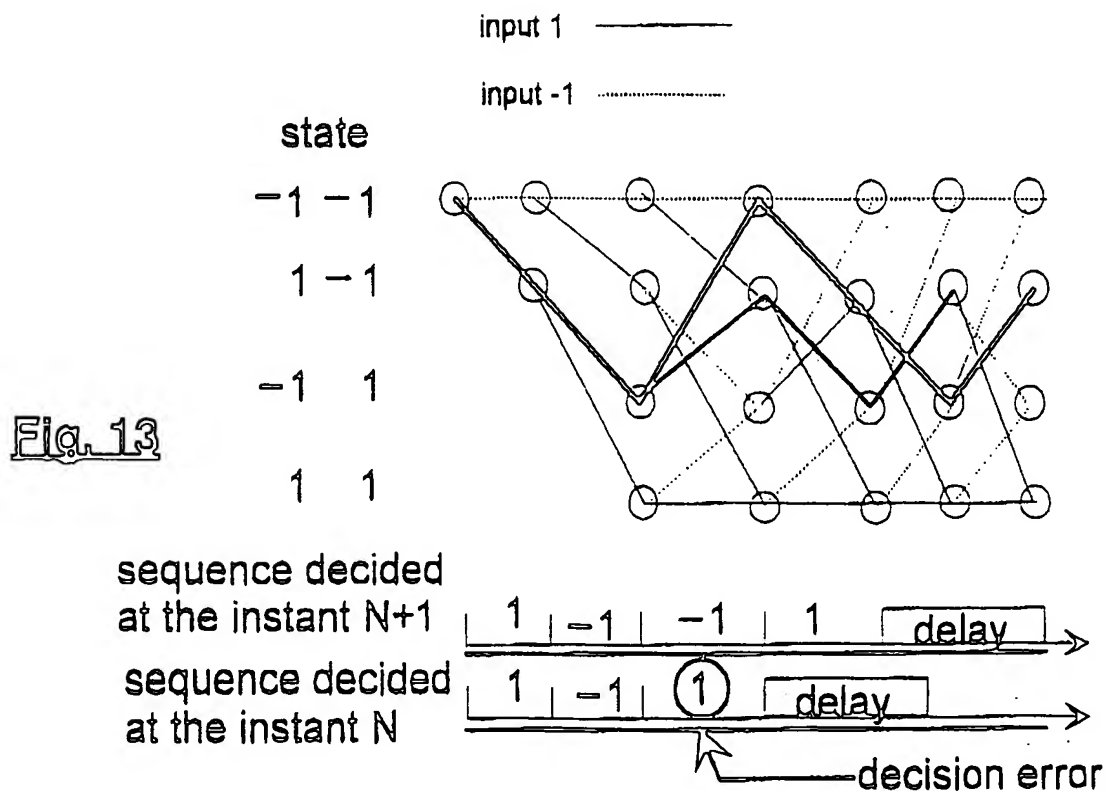 input 1
input -1
state
-1 -1
1 -1
-1 1
Fig. 13
1 1
sequence decided
at the instant N+1
1 -1 -1 1 delay
sequence decided
at the instant N
1 -1 1 delay
decision error